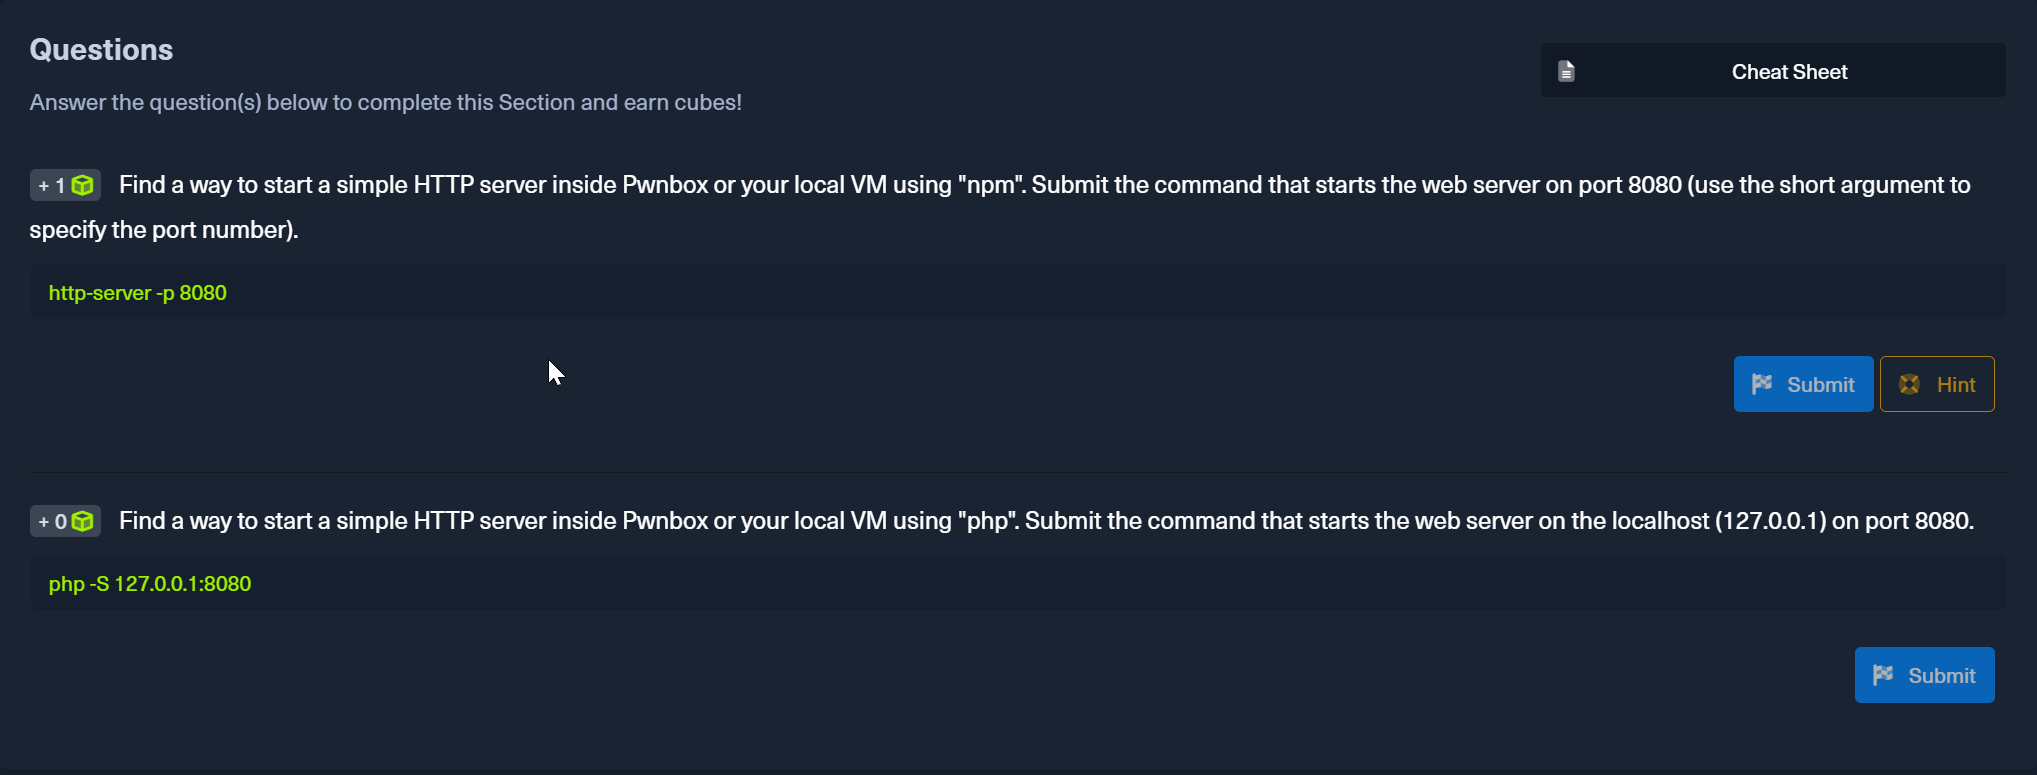 Questions
Cheat Sheet
Answer the question(s) below to complete this Section and earn cubes!
+ 1 Find a way to start a simple HTTP server inside Pwnbox or your local VM using "npm". Submit the command that starts the web server on port 8080 (use the short argument to
specify the port number).
http-server -p 8080
Submit
Hint
+ 0 Find a way to start a simple HTTP server inside Pwnbox or your local VM using "php". Submit the command that starts the web server on the localhost (127.0.0.1) on port 8080.
php -S 127.0.0.1:8080
Submit